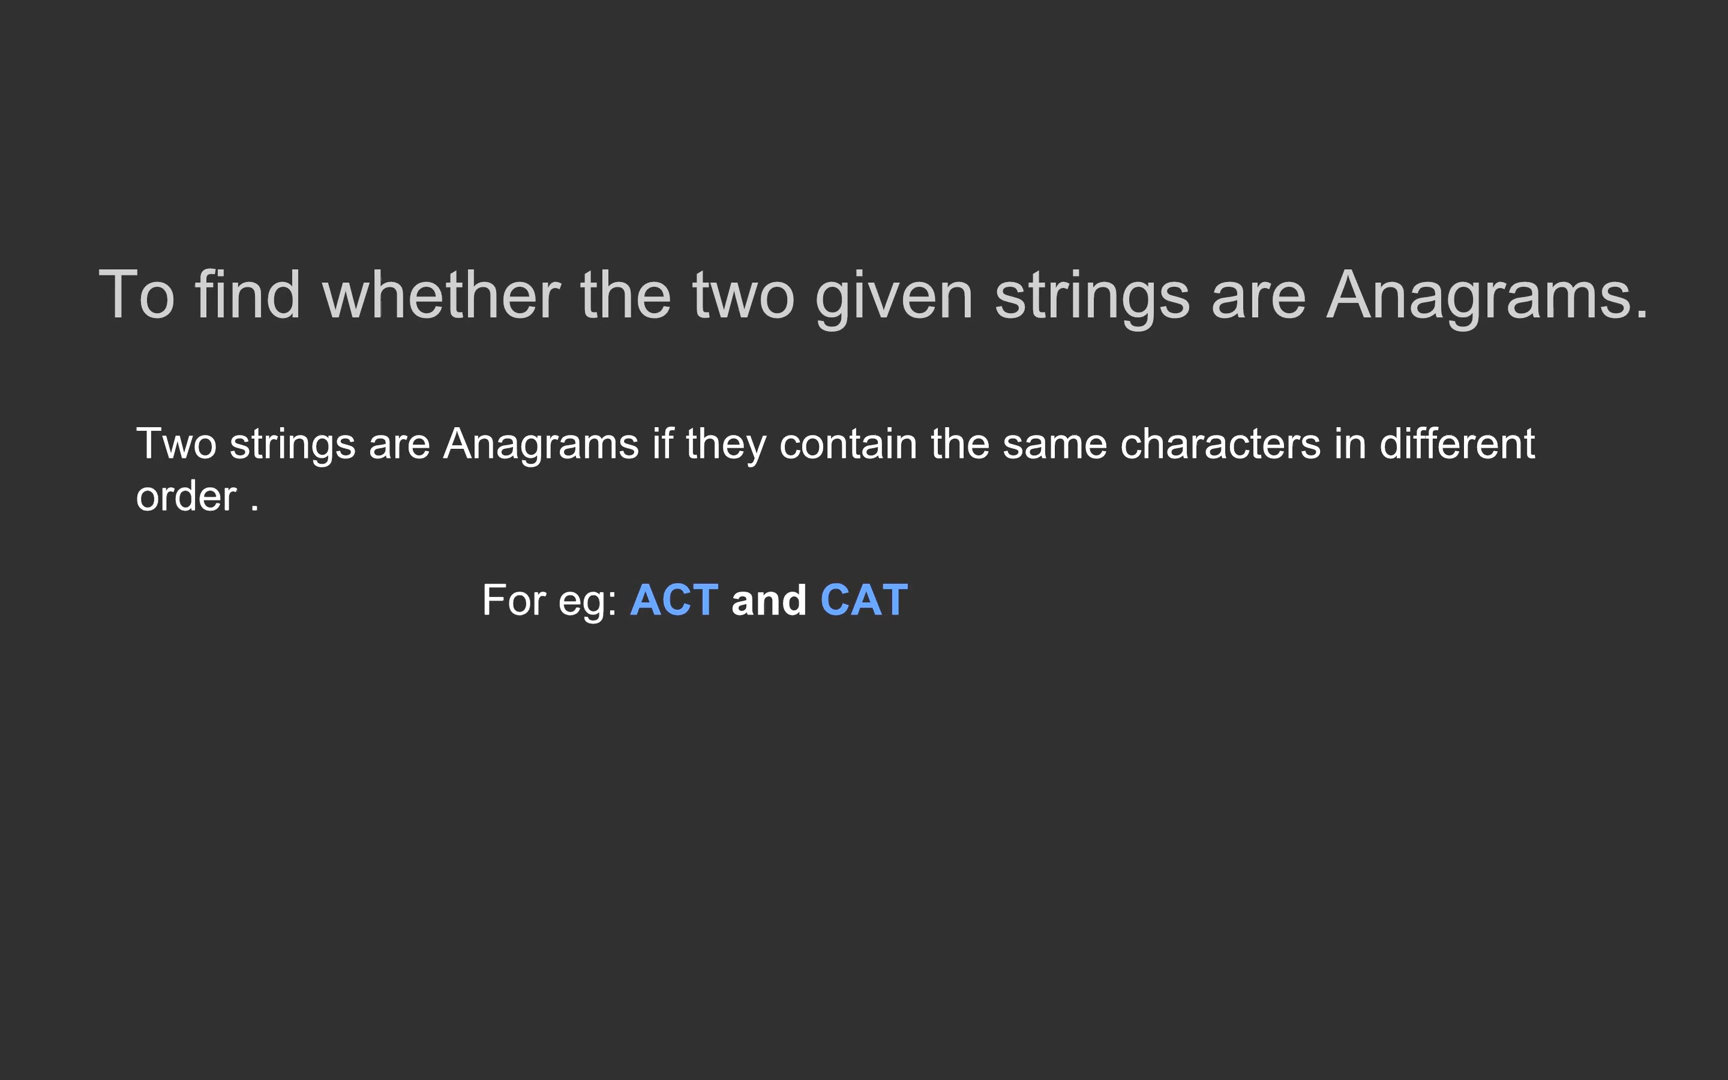 To find whether the two given strings are Anagrams.
Two strings are Anagrams if they contain the same characters in different
order .
For eg: ACT and CAT